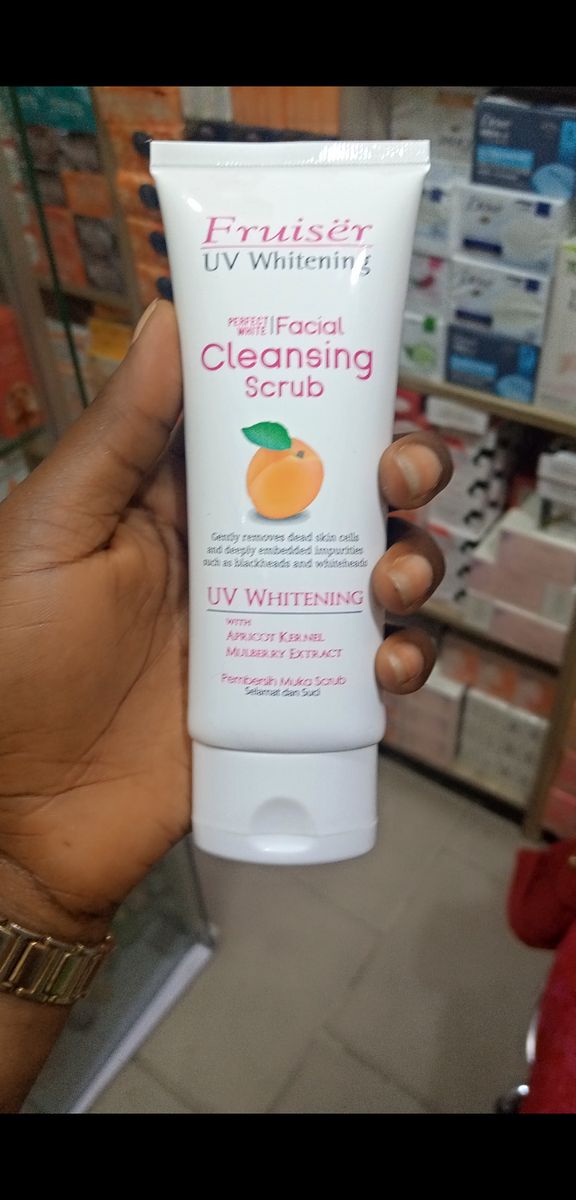 Fruisër
UV Whitening
PERFECT WHITE | Facial
Cleansing
Scrub
Gently removes dead skin cells
and deeply embedded impurities
such as blackheads and whiteheads
UV WHITENING
WITH
APRICOT KERNEL
MULBERRY EXTRACT
Pembersih Muka Scrub
Selamat dan Suci
Dove